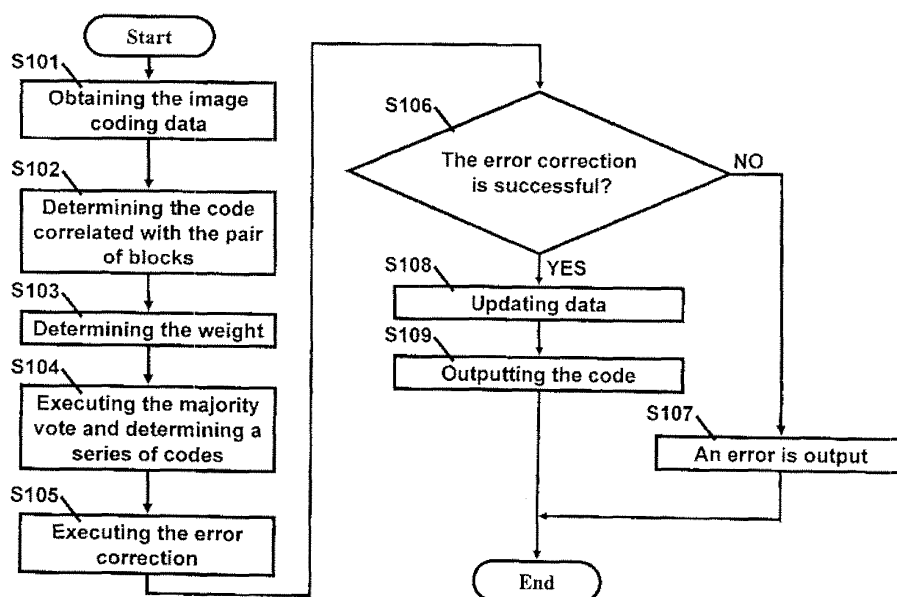 Start
S101
Obtaining the image
coding data
S102
Determining the code
correlated with the pair
of blocks
S103
Determining the weight
S104
Executing the majority
vote and determining a
series of codes
S105
Executing the error
correction
S106
The error correction
is successful?
NO
YES
S108
Updating data
S109
Outputting the code
S107
An error is output
End